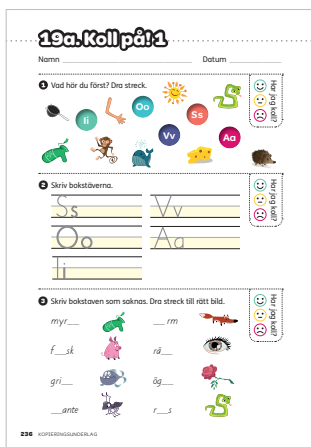 19a. Koll på! 1
Namn Datum
1 Vad hör du först? Dra streck.
Har jag koll?
Ii
Oo
Ss
Vv
Aa
2 Skriv bokstäverna.
Har jag koll?
Ss Vv
Oo Aa
Ii
3 Skriv bokstaven som saknas. Dra streck till rätt bild.
Har jag koll?
myr__ __rm
f__sk rä__
gri__ ög__
__ante r__s
236 KOPIERINGSUNDERLAG